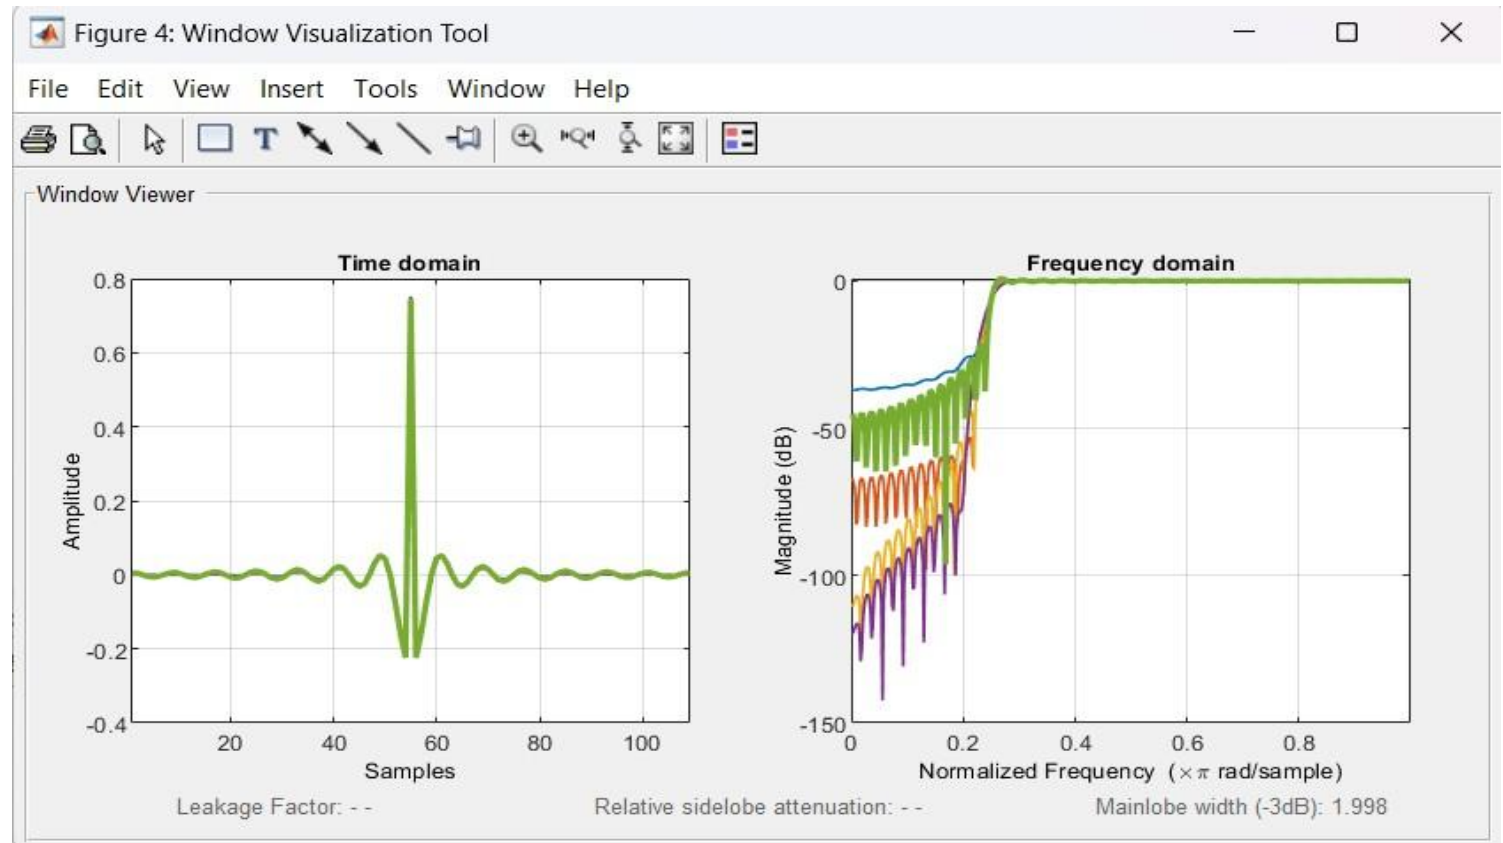 Figure 4: Window Visualization Tool
File Edit View Insert Tools Window Help
T
Window Viewer
Time domain
0.8
0.6
0.4
0.2
0
-0.2
-0.4
Amplitude
20 40 60 80 100
Samples
Frequency domain
0
-50
-100
-150
Magnitude (dB)
0 0.2 0.4 0.6 0.8
Normalized Frequency (×π rad/sample)
Leakage Factor: - - Relative sidelobe attenuation: - - Mainlobe width (-3dB): 1.998